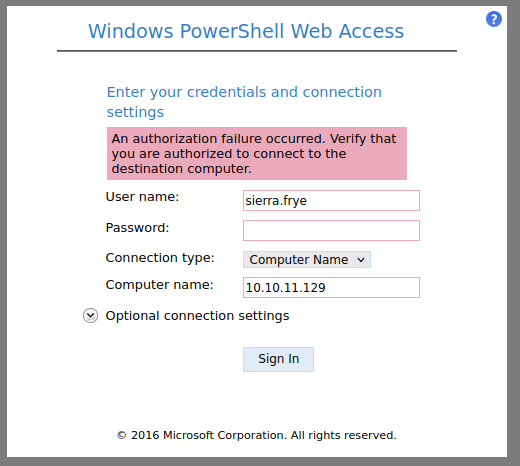 Windows PowerShell Web Access
?
Enter your credentials and connection
settings
An authorization failure occurred. Verify that
you are authorized to connect to the
destination computer.
User name: sierra.frye
Password:
Connection type: Computer Name
Computer name: 10.10.11.129
Optional connection settings
Sign In
© 2016 Microsoft Corporation. All rights reserved.